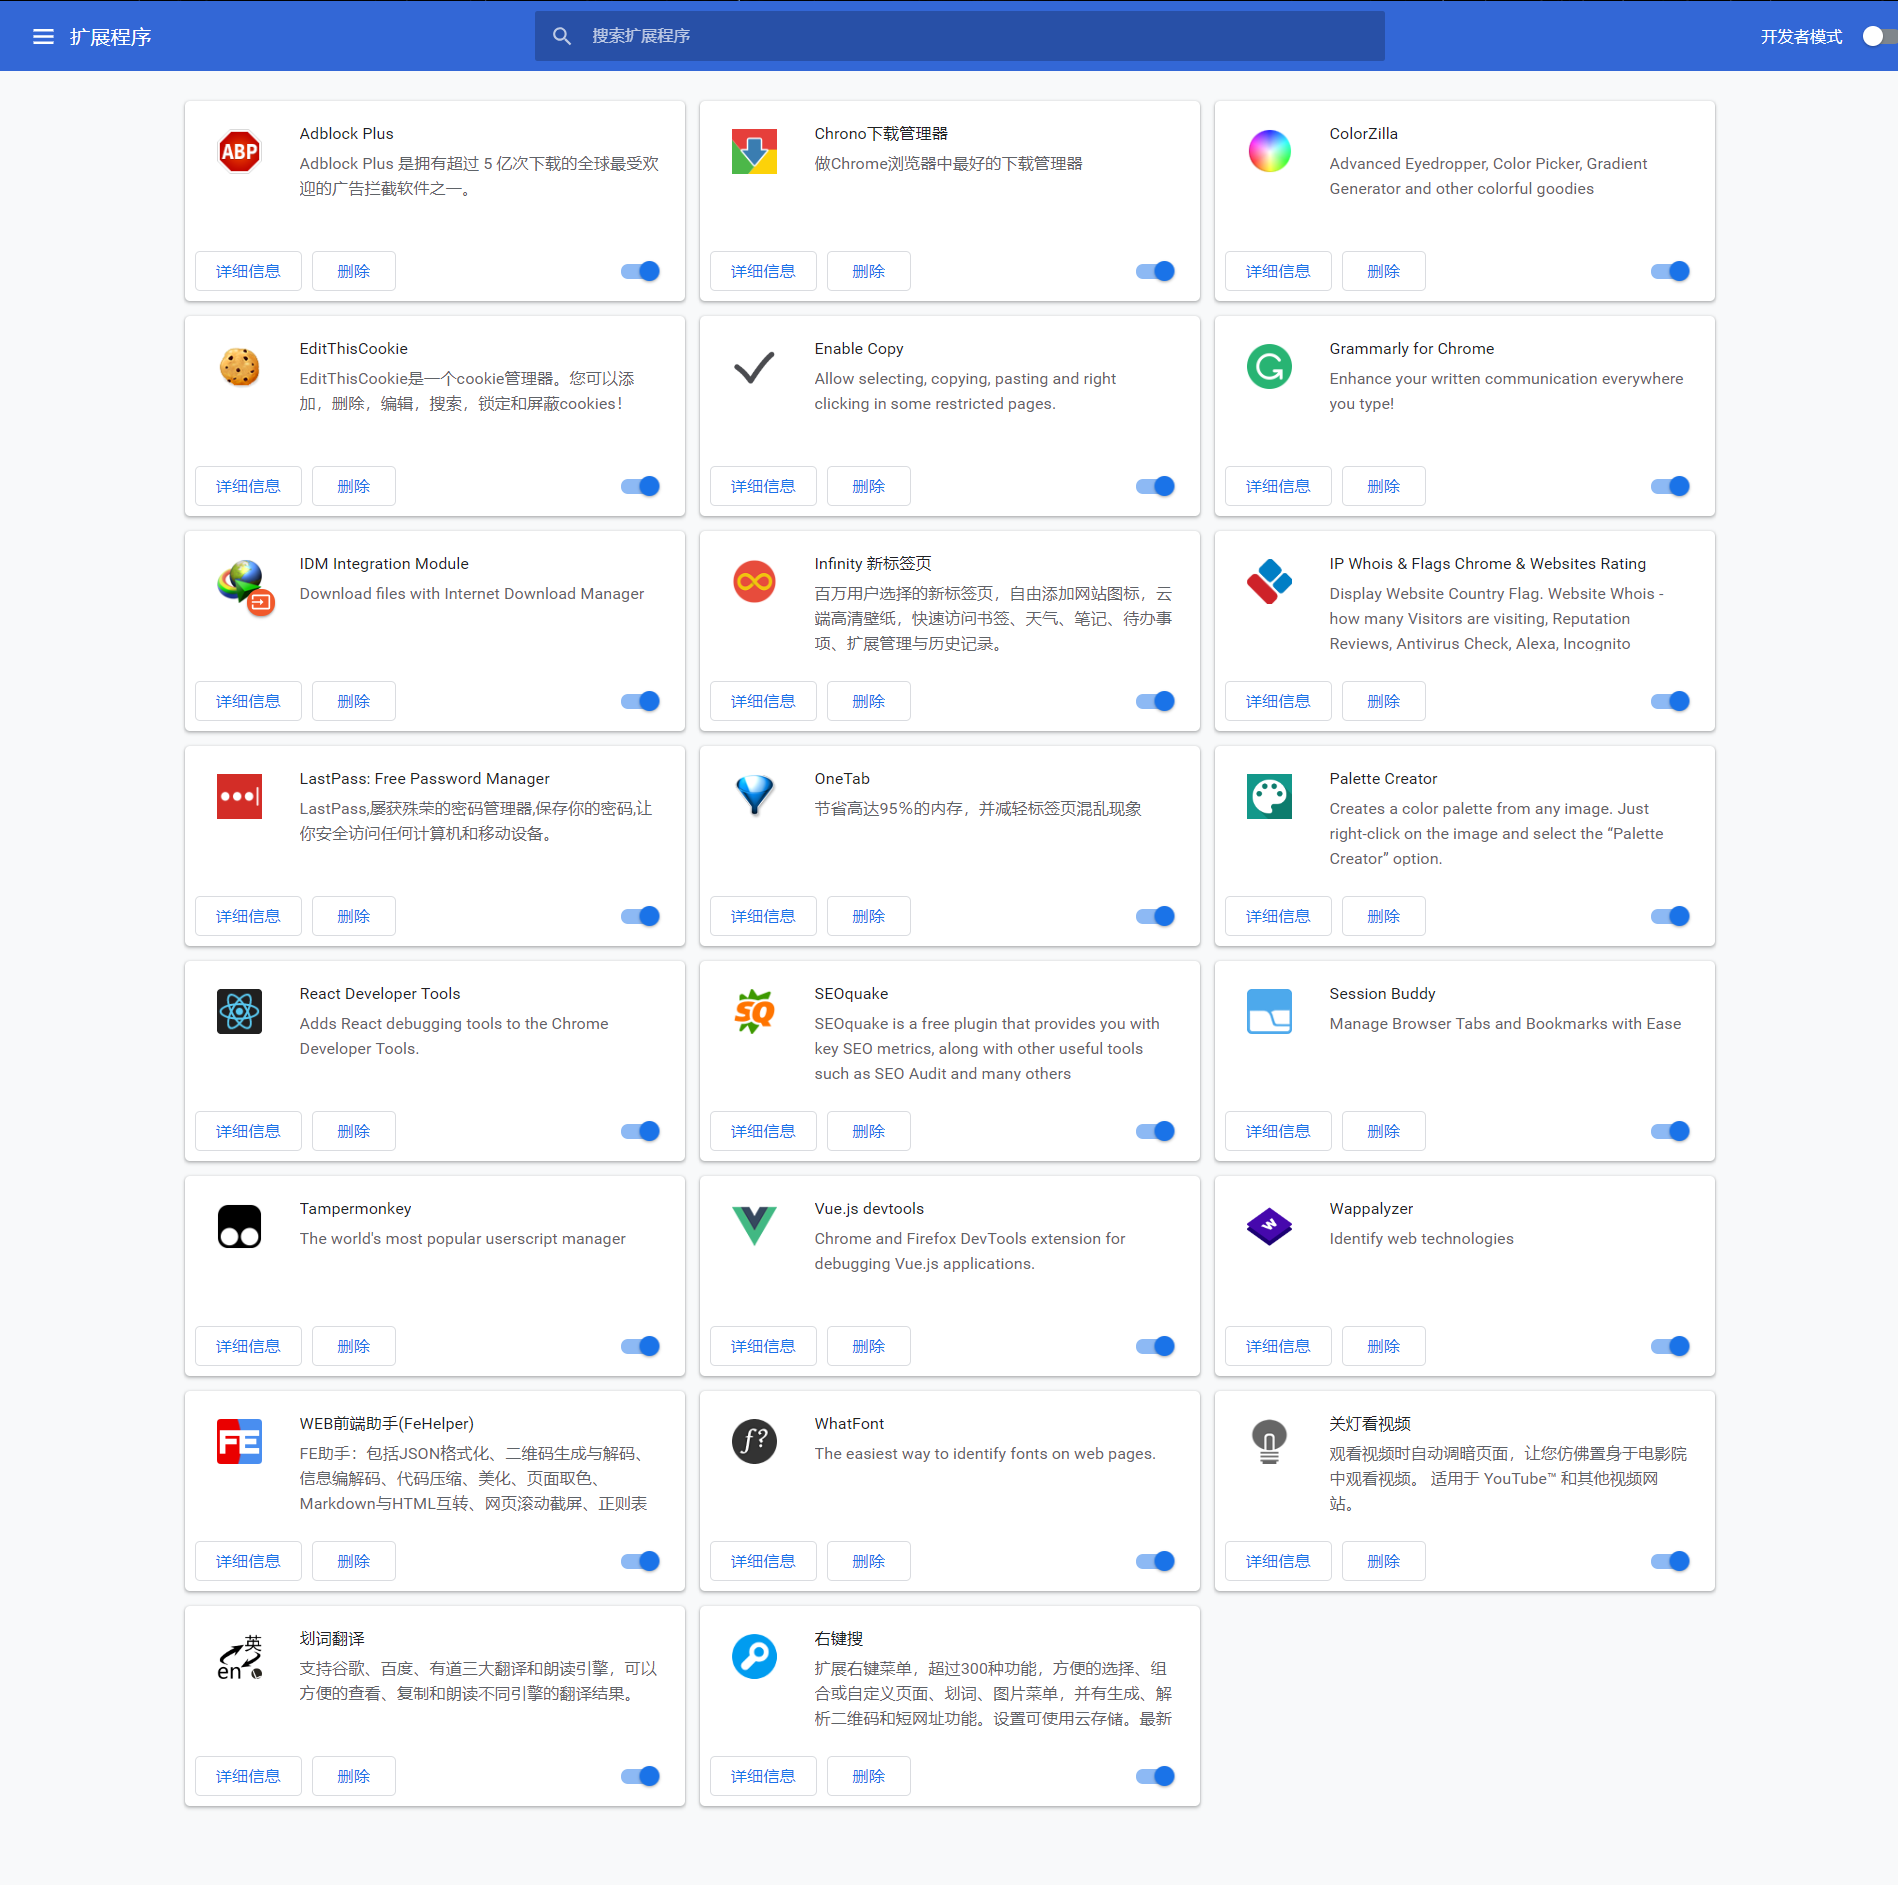 扩展程序
搜索扩展程序
开发者模式
ABP
Adblock Plus
Adblock Plus 是拥有超过 5 亿次下载的全球最受欢
迎的广告拦截软件之一。
详细信息
删除
Chrono下载管理器
做Chrome浏览器中最好的下载管理器
详细信息
删除
ColorZilla
Advanced Eyedropper, Color Picker, Gradient
Generator and other colorful goodies
详细信息
删除
EditThisCookie
EditThisCookie是一个cookie管理器。您可以添
加，删除，编辑，搜索，锁定和屏蔽cookies！
详细信息
删除
Enable Copy
Allow selecting, copying, pasting and right
clicking in some restricted pages.
详细信息
删除
Grammarly for Chrome
Enhance your written communication everywhere
you type!
详细信息
删除
IDM Integration Module
Download files with Internet Download Manager
详细信息
删除
Infinity 新标签页
百万用户选择的新标签页，自由添加网站图标，云
端高清壁纸，快速访问书签、天气、笔记、待办事
项、扩展管理与历史记录。
详细信息
删除
IP Whois & Flags Chrome & Websites Rating
Display Website Country Flag. Website Whois -
how many Visitors are visiting, Reputation
Reviews, Antivirus Check, Alexa, Incognito
详细信息
删除
LastPass: Free Password Manager
LastPass,屡获殊荣的密码管理器,保存你的密码,让
你安全访问任何计算机和移动设备。
详细信息
删除
OneTab
节省高达95％的内存，并减轻标签页混乱现象
详细信息
删除
Palette Creator
Creates a color palette from any image. Just
right-click on the image and select the “Palette
Creator” option.
详细信息
删除
React Developer Tools
Adds React debugging tools to the Chrome
Developer Tools.
详细信息
删除
SQ
SEOquake
SEOquake is a free plugin that provides you with
key SEO metrics, along with other useful tools
such as SEO Audit and many others
详细信息
删除
Session Buddy
Manage Browser Tabs and Bookmarks with Ease
详细信息
删除
Tampermonkey
The world's most popular userscript manager
详细信息
删除
Vue.js devtools
Chrome and Firefox DevTools extension for
debugging Vue.js applications.
详细信息
删除
W
Wappalyzer
Identify web technologies
详细信息
删除
FE
WEB前端助手(FeHelper)
FE助手：包括JSON格式化、二维码生成与解码、
信息编解码、代码压缩、美化、页面取色、
Markdown与HTML互转、网页滚动截屏、正则表
详细信息
删除
f?
WhatFont
The easiest way to identify fonts on web pages.
详细信息
删除
关灯看视频
观看视频时自动调暗页面，让您仿佛置身于电影院
中观看视频。 适用于 YouTube™ 和其他视频网
站。
详细信息
删除
英
en
划词翻译
支持谷歌、百度、有道三大翻译和朗读引擎，可以
方便的查看、复制和朗读不同引擎的翻译结果。
详细信息
删除
右键搜
扩展右键菜单，超过300种功能，方便的选择、组
合或自定义页面、划词、图片菜单，并有生成、解
析二维码和短网址功能。设置可使用云存储。最新
详细信息
删除